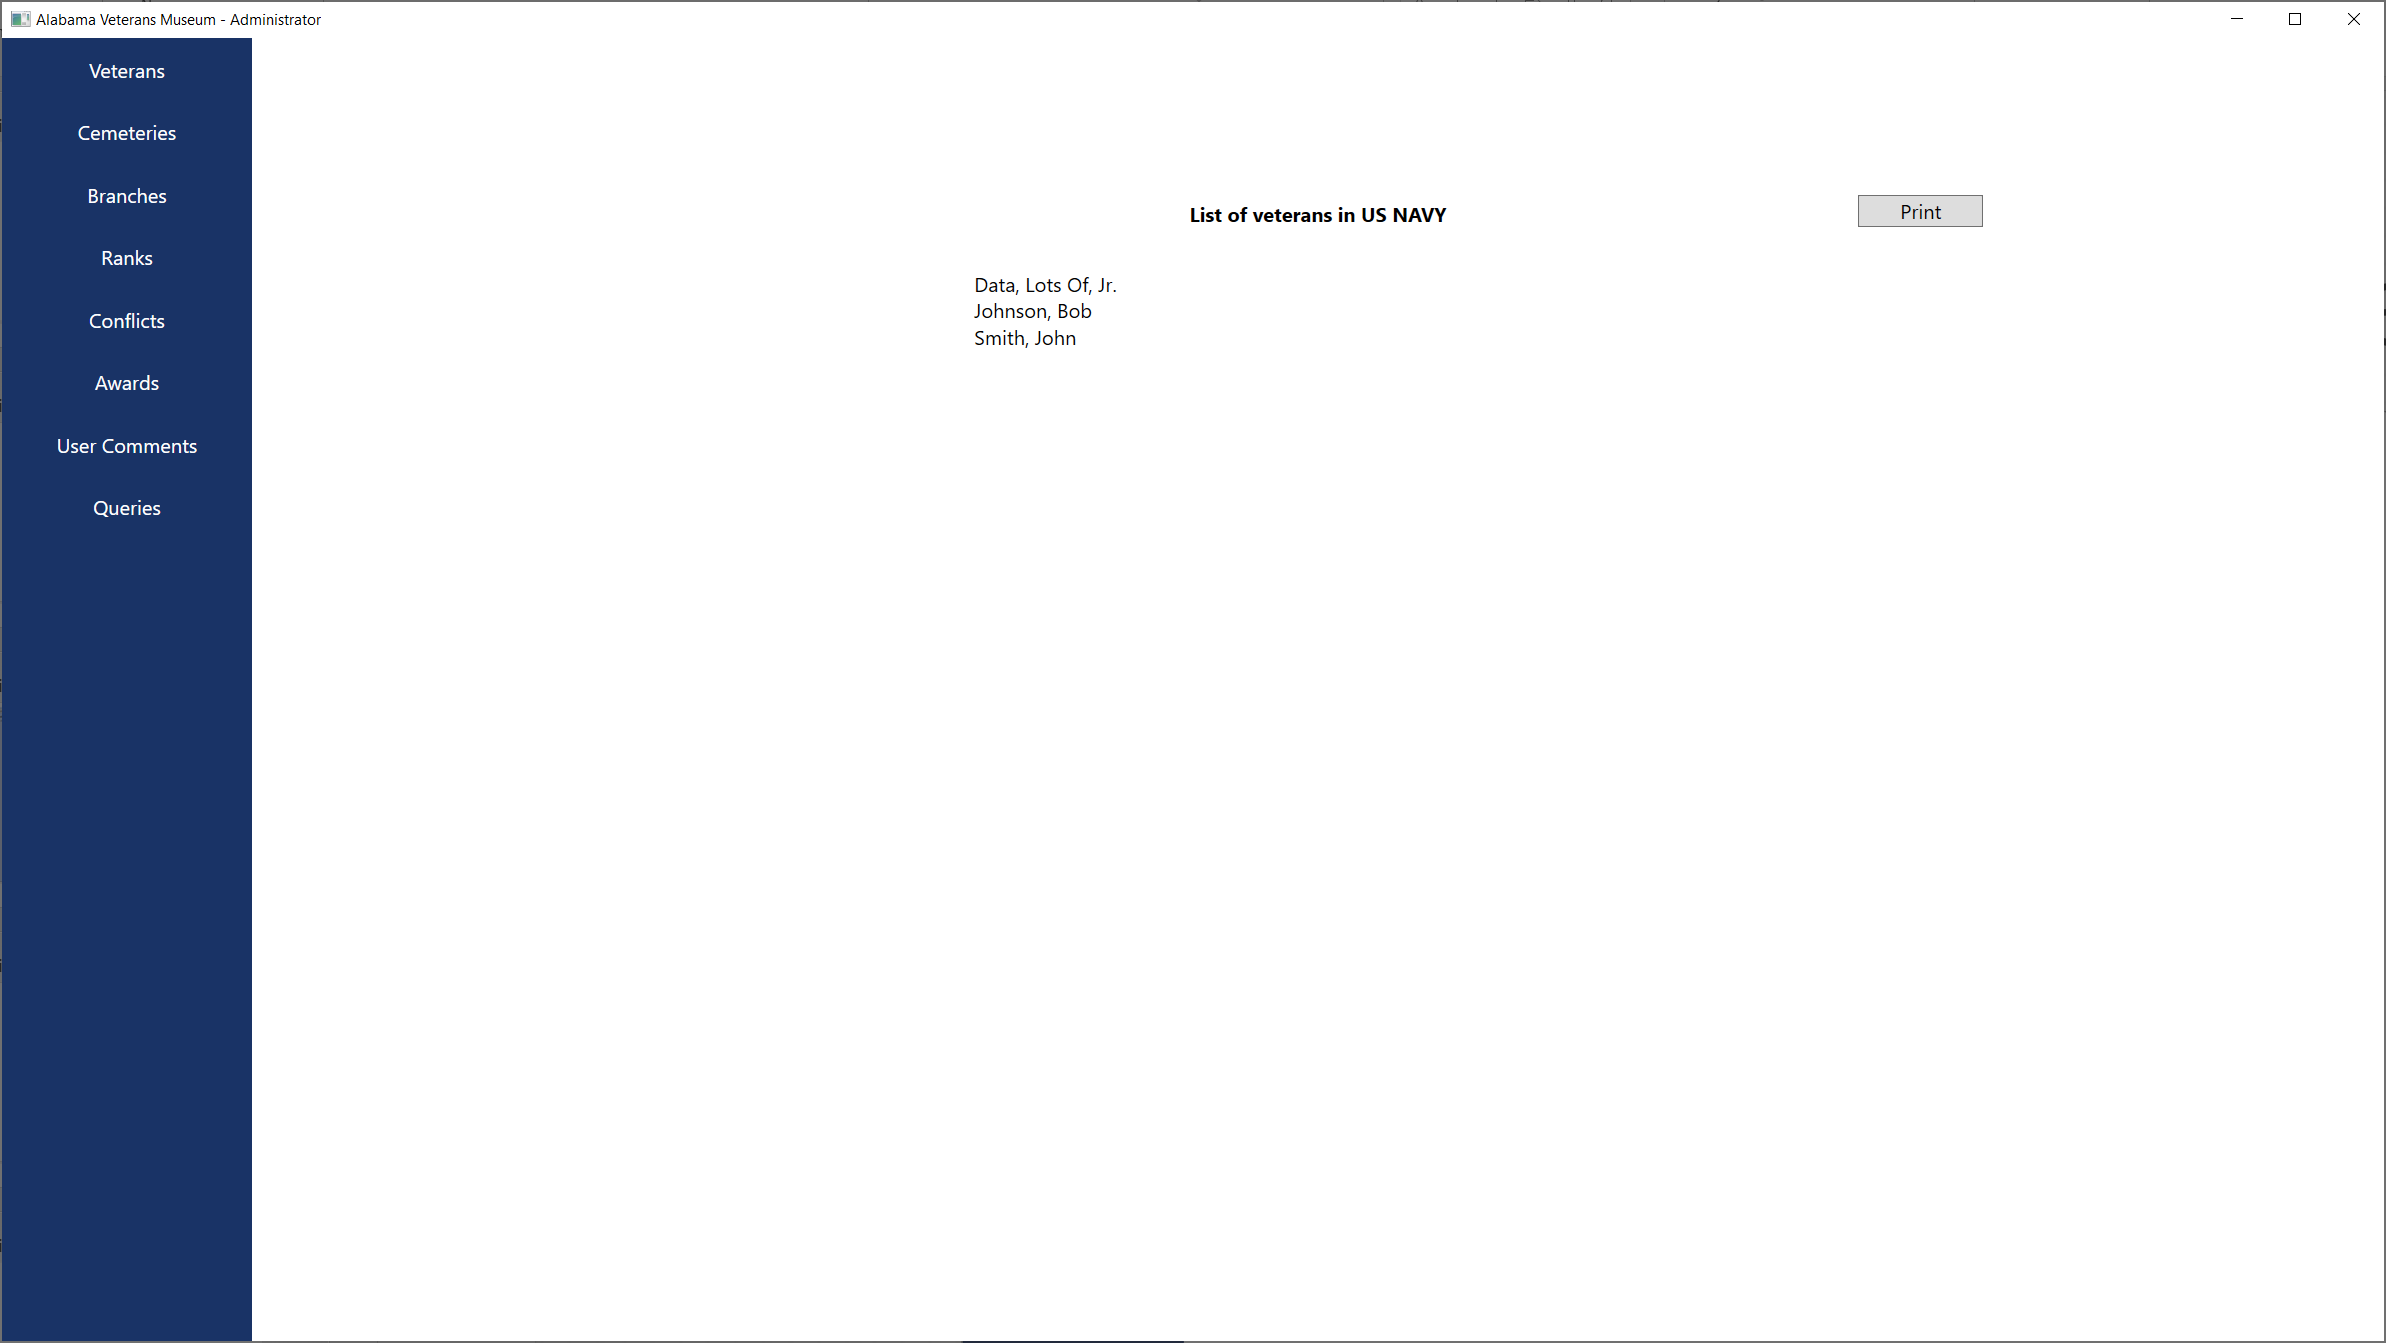 Alabama Veterans Museum - Administrator
Veterans
Cemeteries
Branches
Ranks
Conflicts
Awards
User Comments
Queries
List of veterans in US NAVY
Print
Data, Lots Of, Jr.
Johnson, Bob
Smith, John